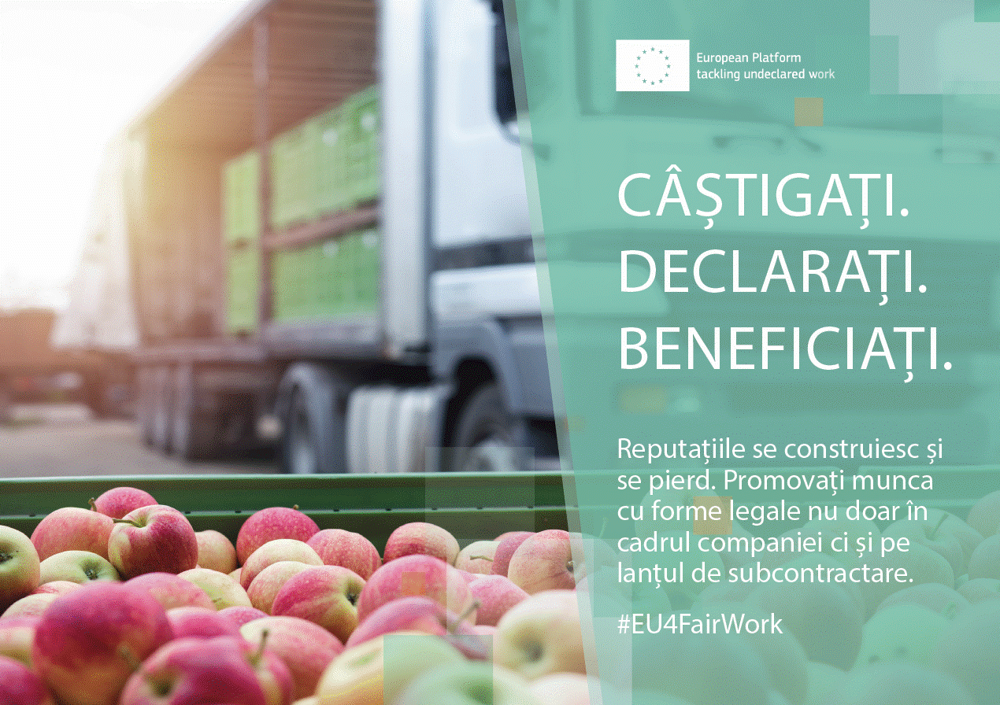 European Platform
tackling undeclared work
CÂȘTIGAȚI.
DECLARAȚI.
BENEFICIAȚI.
Reputațiile se construiesc și
se pierd. Promovați munca
cu forme legale nu doar în
cadrul companiei ci și pe
lanțul de subcontractare.
#EU4FairWork